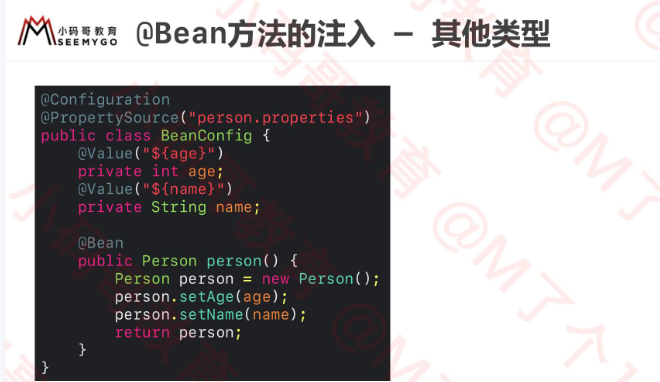 小码哥教育
SEEMYGO
@Bean方法的注入 – 其他类型
@Configuration
@PropertySource("person.properties")
public class BeanConfig {
    @Value("${age}")
    private int age;
    @Value("${name}")
    private String name;

    @Bean
    public Person person() {
        Person person = new Person();
        person.setAge(age);
        person.setName(name);
        return person;
    }
}